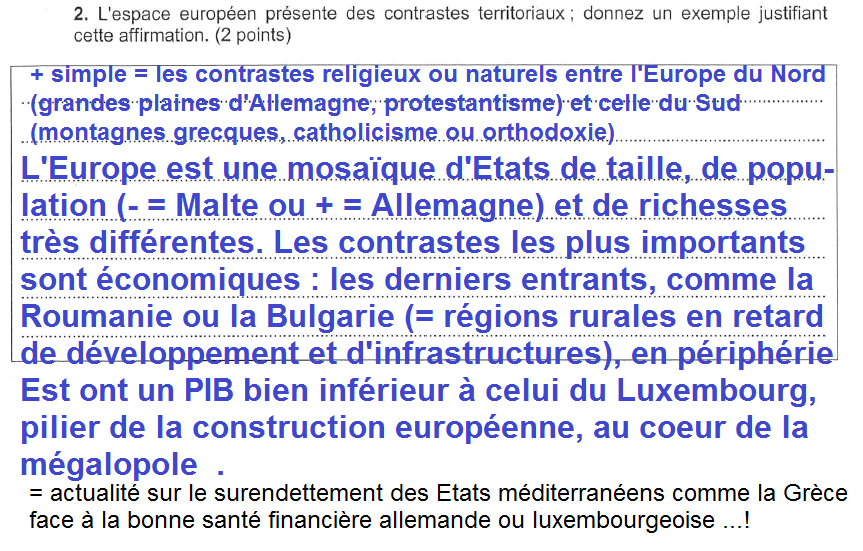 2. L'espace européen présente des contrastes territoriaux ; donnez un exemple justifiant
cette affirmation. (2 points)
+ simple = les contrastes religieux ou naturels entre l'Europe du Nord
(grandes plaines d'Allemagne, protestantisme) et celle du Sud
(montagnes grecques, catholicisme ou orthodoxie)
L'Europe est une mosaïque d'Etats de taille, de popu-
lation (- = Malte ou + = Allemagne) et de richesses
très différentes. Les contrastes les plus importants
sont économiques : les derniers entrants, comme la
Roumanie ou la Bulgarie (= régions rurales en retard
de développement et d'infrastructures), en périphérie
Est ont un PIB bien inférieur à celui du Luxembourg,
pilier de la construction européenne, au coeur de la
mégalopole .
= actualité sur le surendettement des Etats méditerranéens comme la Grèce
face à la bonne santé financière allemande ou luxembourgeoise ...!